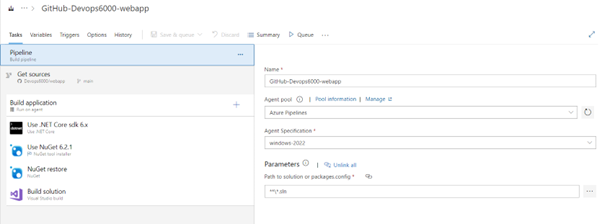 GitHub-Devops6000-webapp
Tasks Variables Triggers Options History
Save & queue Discard Summary Queue
Pipeline
Build pipeline
Get sources
Devops6000/webapp main
Build application
Run on agent
Use .NET Core sdk 6.x
Use .NET Core
Use NuGet 6.2.1
NuGet tool installer
NuGet restore
NuGet
Build solution
Visual Studio build
Name *
GitHub-Devops6000-webapp
Agent pool Pool information Manage
Azure Pipelines
Agent Specification *
windows-2022
Parameters Unlink all
Path to solution or packages.config *
**\*.sln